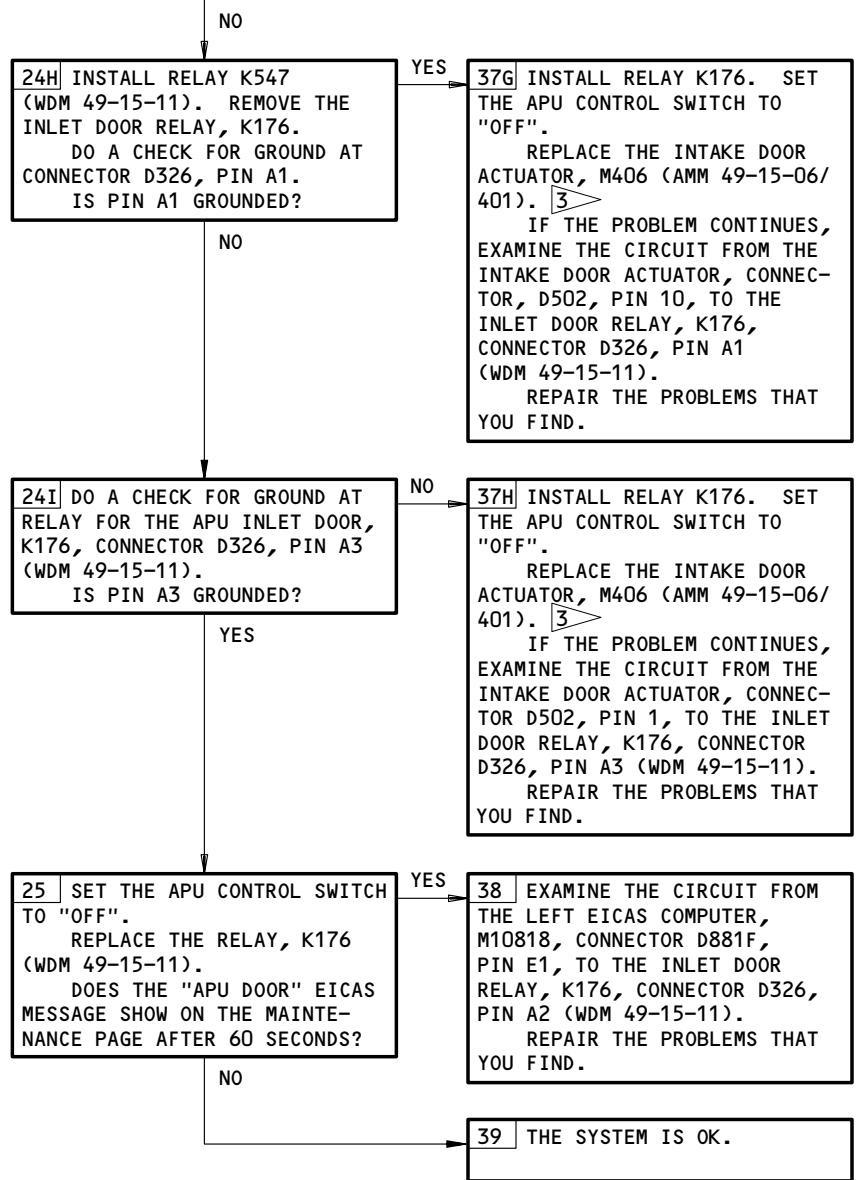 NO
24H INSTALL RELAY K547
(WDM 49-15-11). REMOVE THE
INLET DOOR RELAY, K176.
DO A CHECK FOR GROUND AT
CONNECTOR D326, PIN A1.
IS PIN A1 GROUNDED?
YES
37G INSTALL RELAY K176. SET
THE APU CONTROL SWITCH TO
"OFF".
REPLACE THE INTAKE DOOR
ACTUATOR, M406 (AMM 49-15-06/
401). 3
IF THE PROBLEM CONTINUES,
EXAMINE THE CIRCUIT FROM THE
INTAKE DOOR ACTUATOR, CONNEC-
TOR, D502, PIN 10, TO THE
INLET DOOR RELAY, K176,
CONNECTOR D326, PIN A1
(WDM 49-15-11).
REPAIR THE PROBLEMS THAT
YOU FIND.
NO
24I DO A CHECK FOR GROUND AT
RELAY FOR THE APU INLET DOOR,
K176, CONNECTOR D326, PIN A3
(WDM 49-15-11).
IS PIN A3 GROUNDED?
NO
37H INSTALL RELAY K176. SET
THE APU CONTROL SWITCH TO
"OFF".
REPLACE THE INTAKE DOOR
ACTUATOR, M406 (AMM 49-15-06/
401). 3
IF THE PROBLEM CONTINUES,
EXAMINE THE CIRCUIT FROM THE
INTAKE DOOR ACTUATOR, CONNEC-
TOR D502, PIN 1, TO THE INLET
DOOR RELAY, K176, CONNECTOR
D326, PIN A3 (WDM 49-15-11).
REPAIR THE PROBLEMS THAT
YOU FIND.
YES
25 SET THE APU CONTROL SWITCH
TO "OFF".
REPLACE THE RELAY, K176
(WDM 49-15-11).
DOES THE "APU DOOR" EICAS
MESSAGE SHOW ON THE MAINTE-
NANCE PAGE AFTER 60 SECONDS?
YES
38 EXAMINE THE CIRCUIT FROM
THE LEFT EICAS COMPUTER,
M10818, CONNECTOR D881F,
PIN E1, TO THE INLET DOOR
RELAY, K176, CONNECTOR D326,
PIN A2 (WDM 49-15-11).
REPAIR THE PROBLEMS THAT
YOU FIND.
NO
39 THE SYSTEM IS OK.